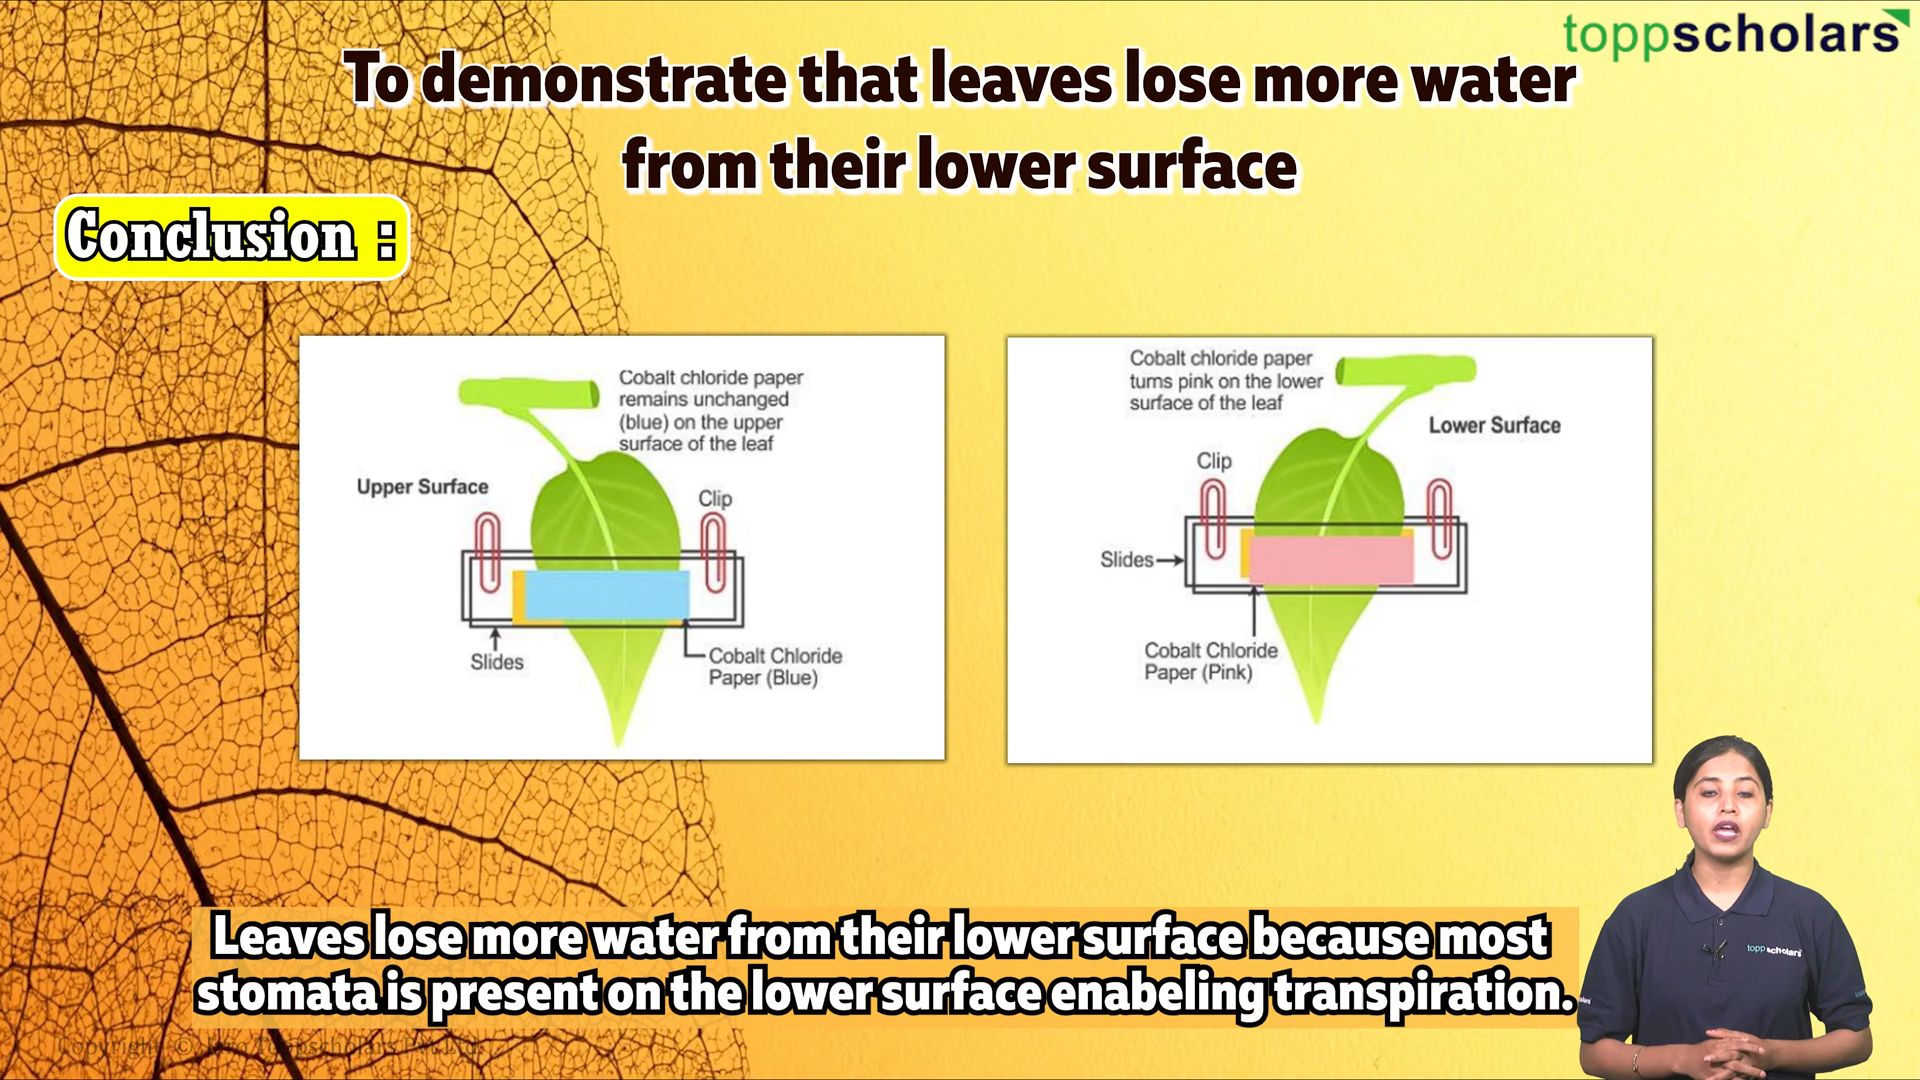 toppscholars
To demonstrate that leaves lose more water
from their lower surface
Conclusion :
Cobalt chloride paper
remains unchanged
(blue) on the upper
surface of the leaf
Upper Surface
Clip
Slides
Cobalt Chloride
Paper (Blue)
Cobalt chloride paper
turns pink on the lower
surface of the leaf
Lower Surface
Clip
Slides
Cobalt Chloride
Paper (Pink)
Leaves lose more water from their lower surface because most
stomata is present on the lower surface enabeling transpiration.
toppscholars
Copyright ©